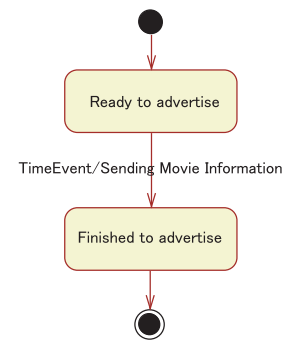 Ready to advertise
TimeEvent/Sending Movie Information
Finished to advertise